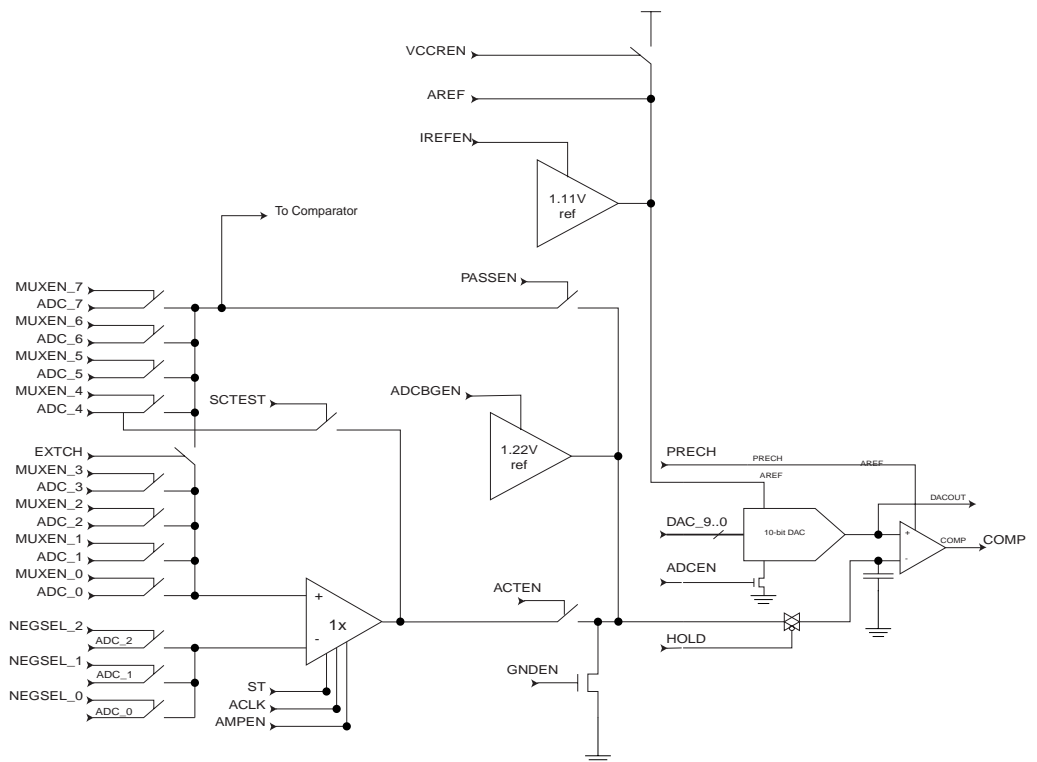 VCCREN
AREF
IREFEN
1.11V
ref
To Comparator
PASSEN
MUXEN_7
ADC_7
MUXEN_6
ADC_6
MUXEN_5
ADC_5
MUXEN_4
ADC_4
SCTEST
ADCBGEN
1.22V
ref
EXTCH
MUXEN_3
ADC_3
MUXEN_2
ADC_2
MUXEN_1
ADC_1
MUXEN_0
ADC_0
PRECH
PRECH
AREF
AREF
DACOUT
DAC_9..0
10-bit DAC
+
-
COMP
COMP
ADCEN
ACTEN
+
1x
-
NEGSEL_2
ADC_2
NEGSEL_1
ADC_1
NEGSEL_0
ADC_0
HOLD
GNDEN
ST
ACLK
AMPEN